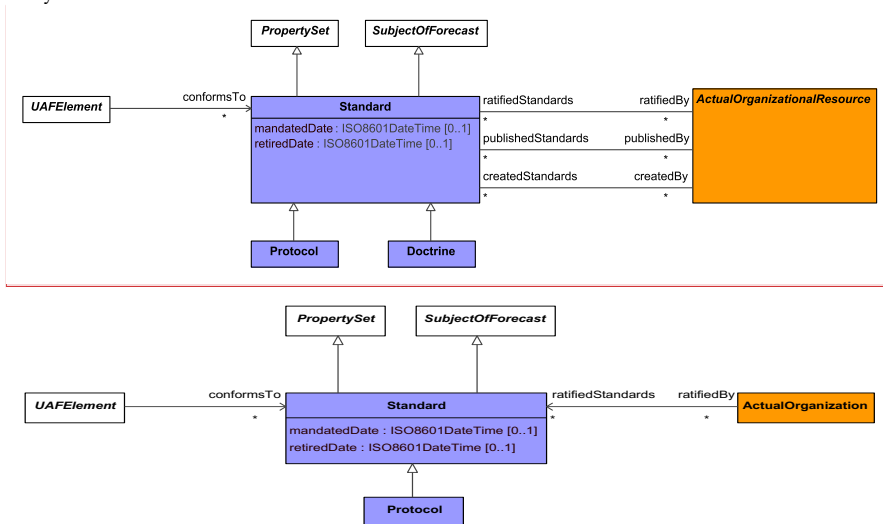 PropertySet
SubjectOfForecast
UAFElement
conformsTo
*
Standard
mandatedDate : ISO8601DateTime [0..1]
retiredDate : ISO8601DateTime [0..1]
ratifiedStandards
ratifiedBy
*
*
publishedStandards
publishedBy
*
*
createdStandards
createdBy
*
*
ActualOrganizationalResource
Protocol
Doctrine
PropertySet
SubjectOfForecast
UAFElement
conformsTo
*
Standard
mandatedDate : ISO8601DateTime [0..1]
retiredDate : ISO8601DateTime [0..1]
ratifiedStandards
ratifiedBy
*
*
ActualOrganization
Protocol